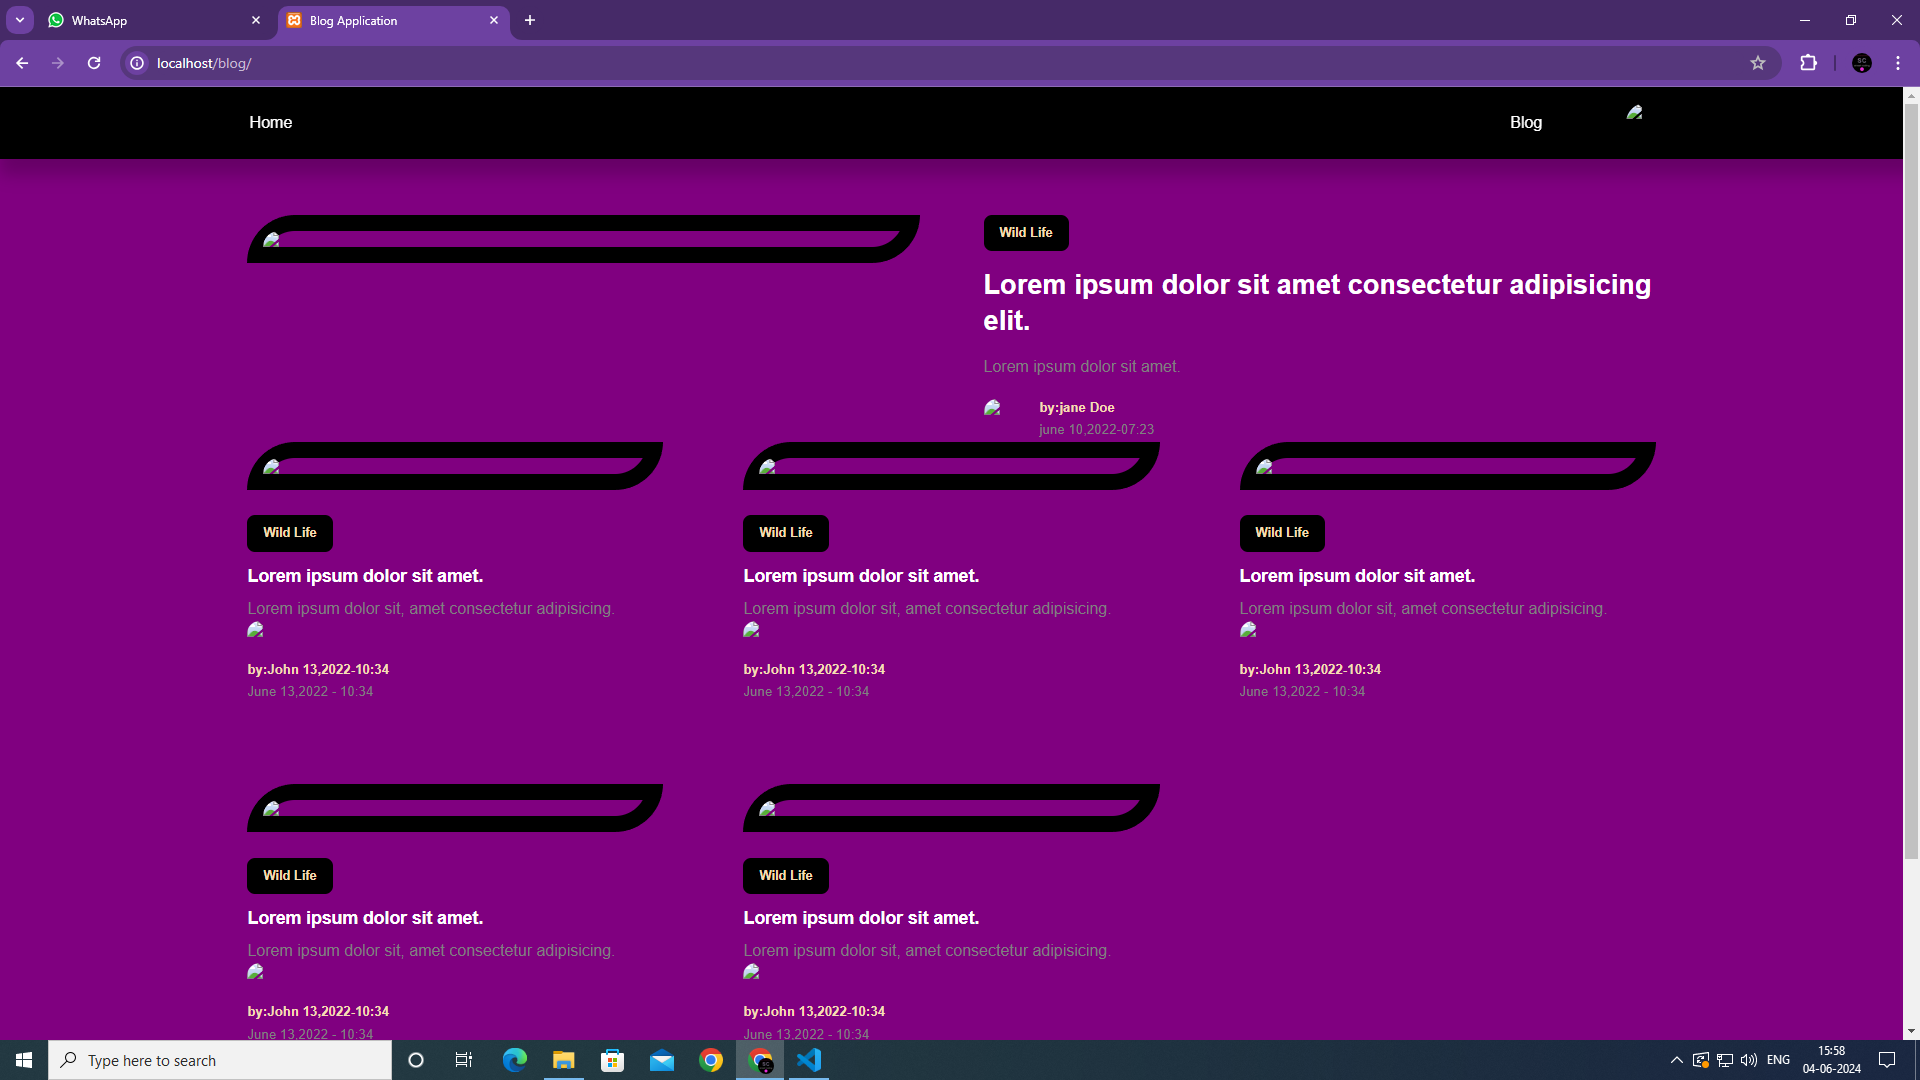 WhatsApp
Blog Application
localhost/blog/
Home
Blog
Wild Life
Lorem ipsum dolor sit amet consectetur adipisicing
elit.
Lorem ipsum dolor sit amet.
by:jane Doe
june 10,2022-07:23
Wild Life
Lorem ipsum dolor sit amet.
Lorem ipsum dolor sit, amet consectetur adipisicing.
by:John 13,2022-10:34
June 13,2022 - 10:34
Wild Life
Lorem ipsum dolor sit amet.
Lorem ipsum dolor sit, amet consectetur adipisicing.
by:John 13,2022-10:34
June 13,2022 - 10:34
Wild Life
Lorem ipsum dolor sit amet.
Lorem ipsum dolor sit, amet consectetur adipisicing.
by:John 13,2022-10:34
June 13,2022 - 10:34
Wild Life
Lorem ipsum dolor sit amet.
Lorem ipsum dolor sit, amet consectetur adipisicing.
by:John 13,2022-10:34
June 13,2022 - 10:34
Wild Life
Lorem ipsum dolor sit amet.
Lorem ipsum dolor sit, amet consectetur adipisicing.
by:John 13,2022-10:34
June 13,2022 - 10:34
Type here to search
ENG
15:58
04-06-2024